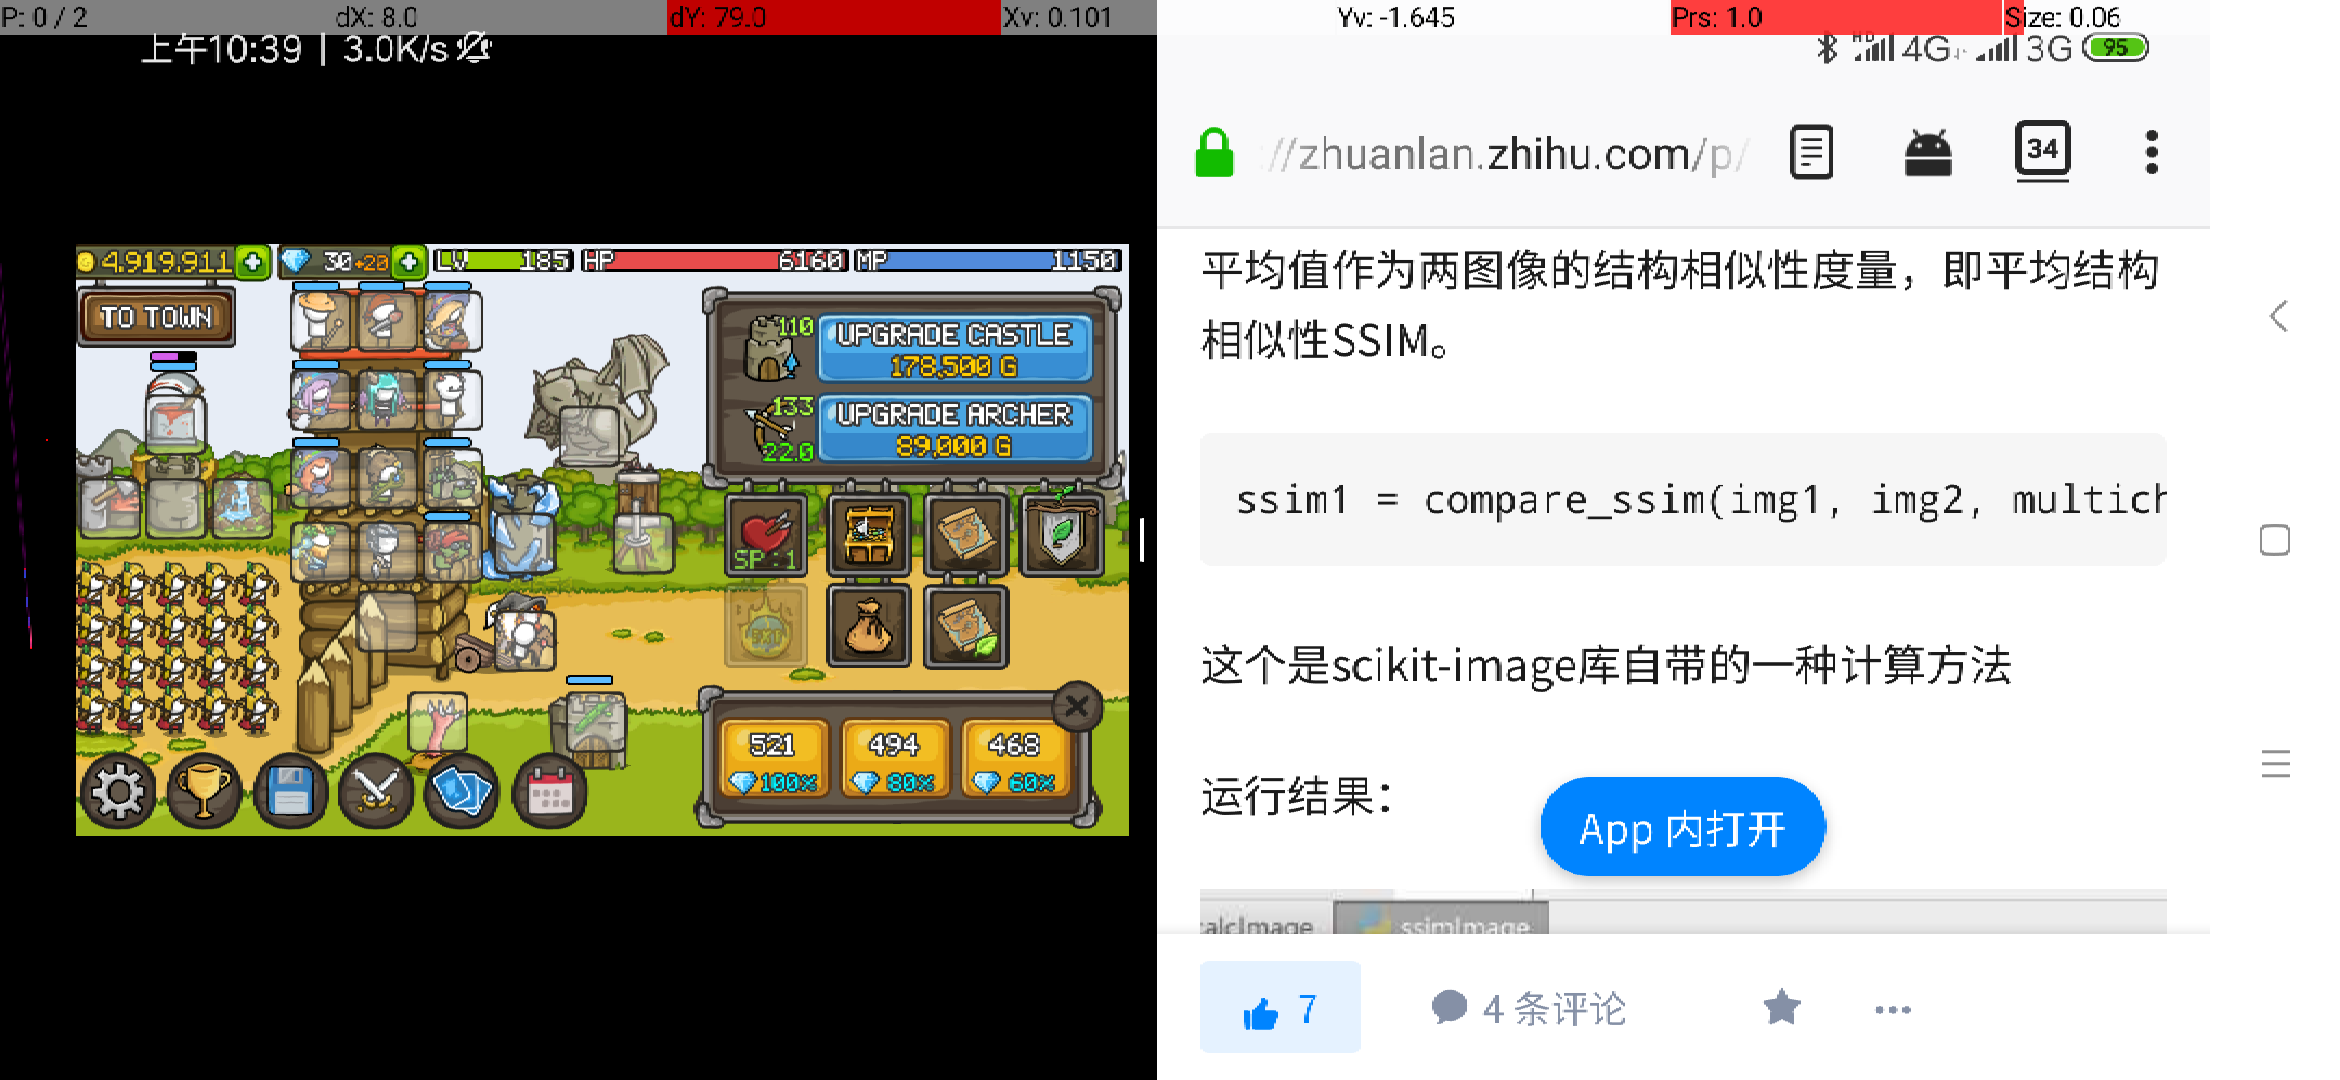 P: 0 / 2
dX: 8.0
dY: 79.0
Xv: 0.101
Yv: -1.645
Prs: 1.0
Size: 0.06
上午10:39 | 3.0K/s
HD 4G 3G 95
4,919,911
30+20
LV 185
HP 6160
MP 1150
TO TOWN
110
UPGRADE CASTLE
178,500 G
133
UPGRADE ARCHER
22.0
89,000 G
SP : 1
EXIT
521
494
468
100%
80%
60%
://zhuanlan.zhihu.com/p/
34
平均值作为两图像的结构相似性度量，即平均结构
相似性SSIM。
ssim1 = compare_ssim(img1, img2, multich
这个是scikit-image库自带的一种计算方法
运行结果：
App 内打开
alcImage
ssimImage
7
4 条评论